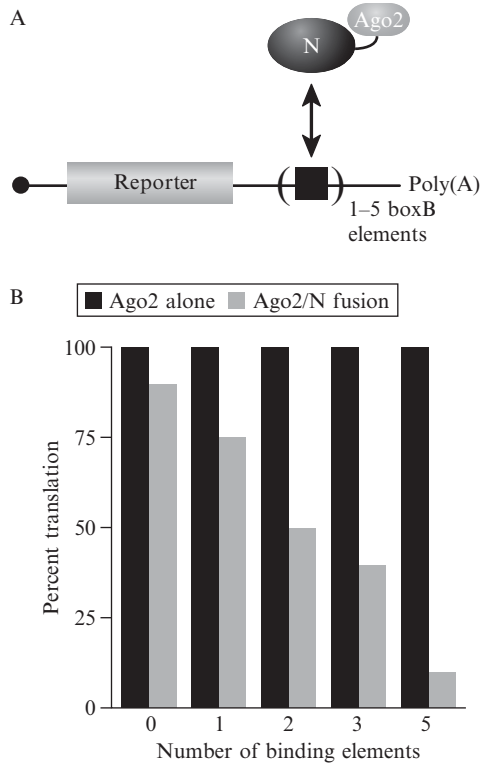 A
Ago2
N
Reporter
Poly(A)
1–5 boxB
elements
B
Ago2 alone
Ago2/N fusion
100
75
50
25
0
Percent translation
0 1 2 3 5
Number of binding elements